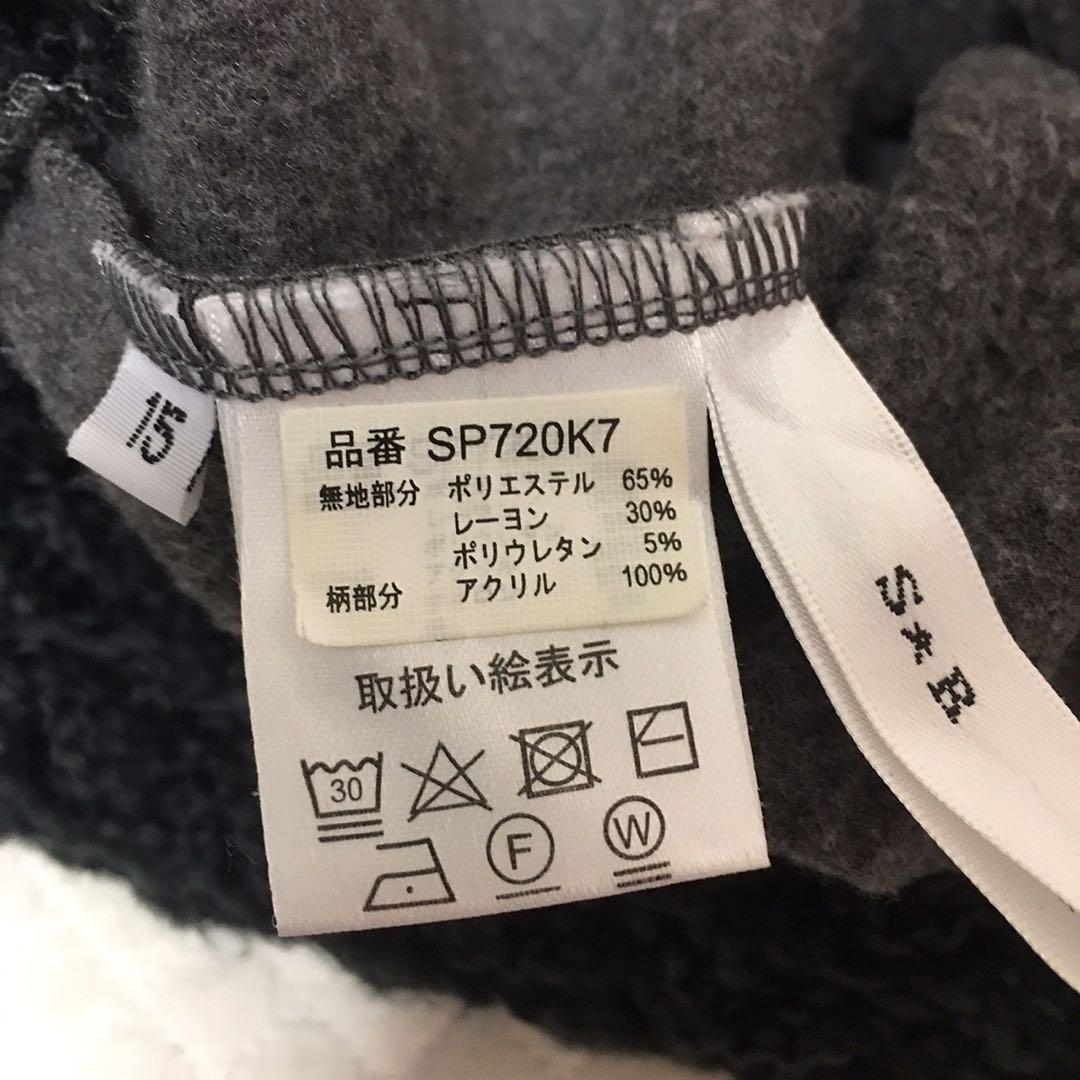 品番 SP720K7
無地部分 ポリエステル 65%
レーヨン 30%
ポリウレタン 5%
柄部分 アクリル 100%
取扱い絵表示
30
F
W
S*R